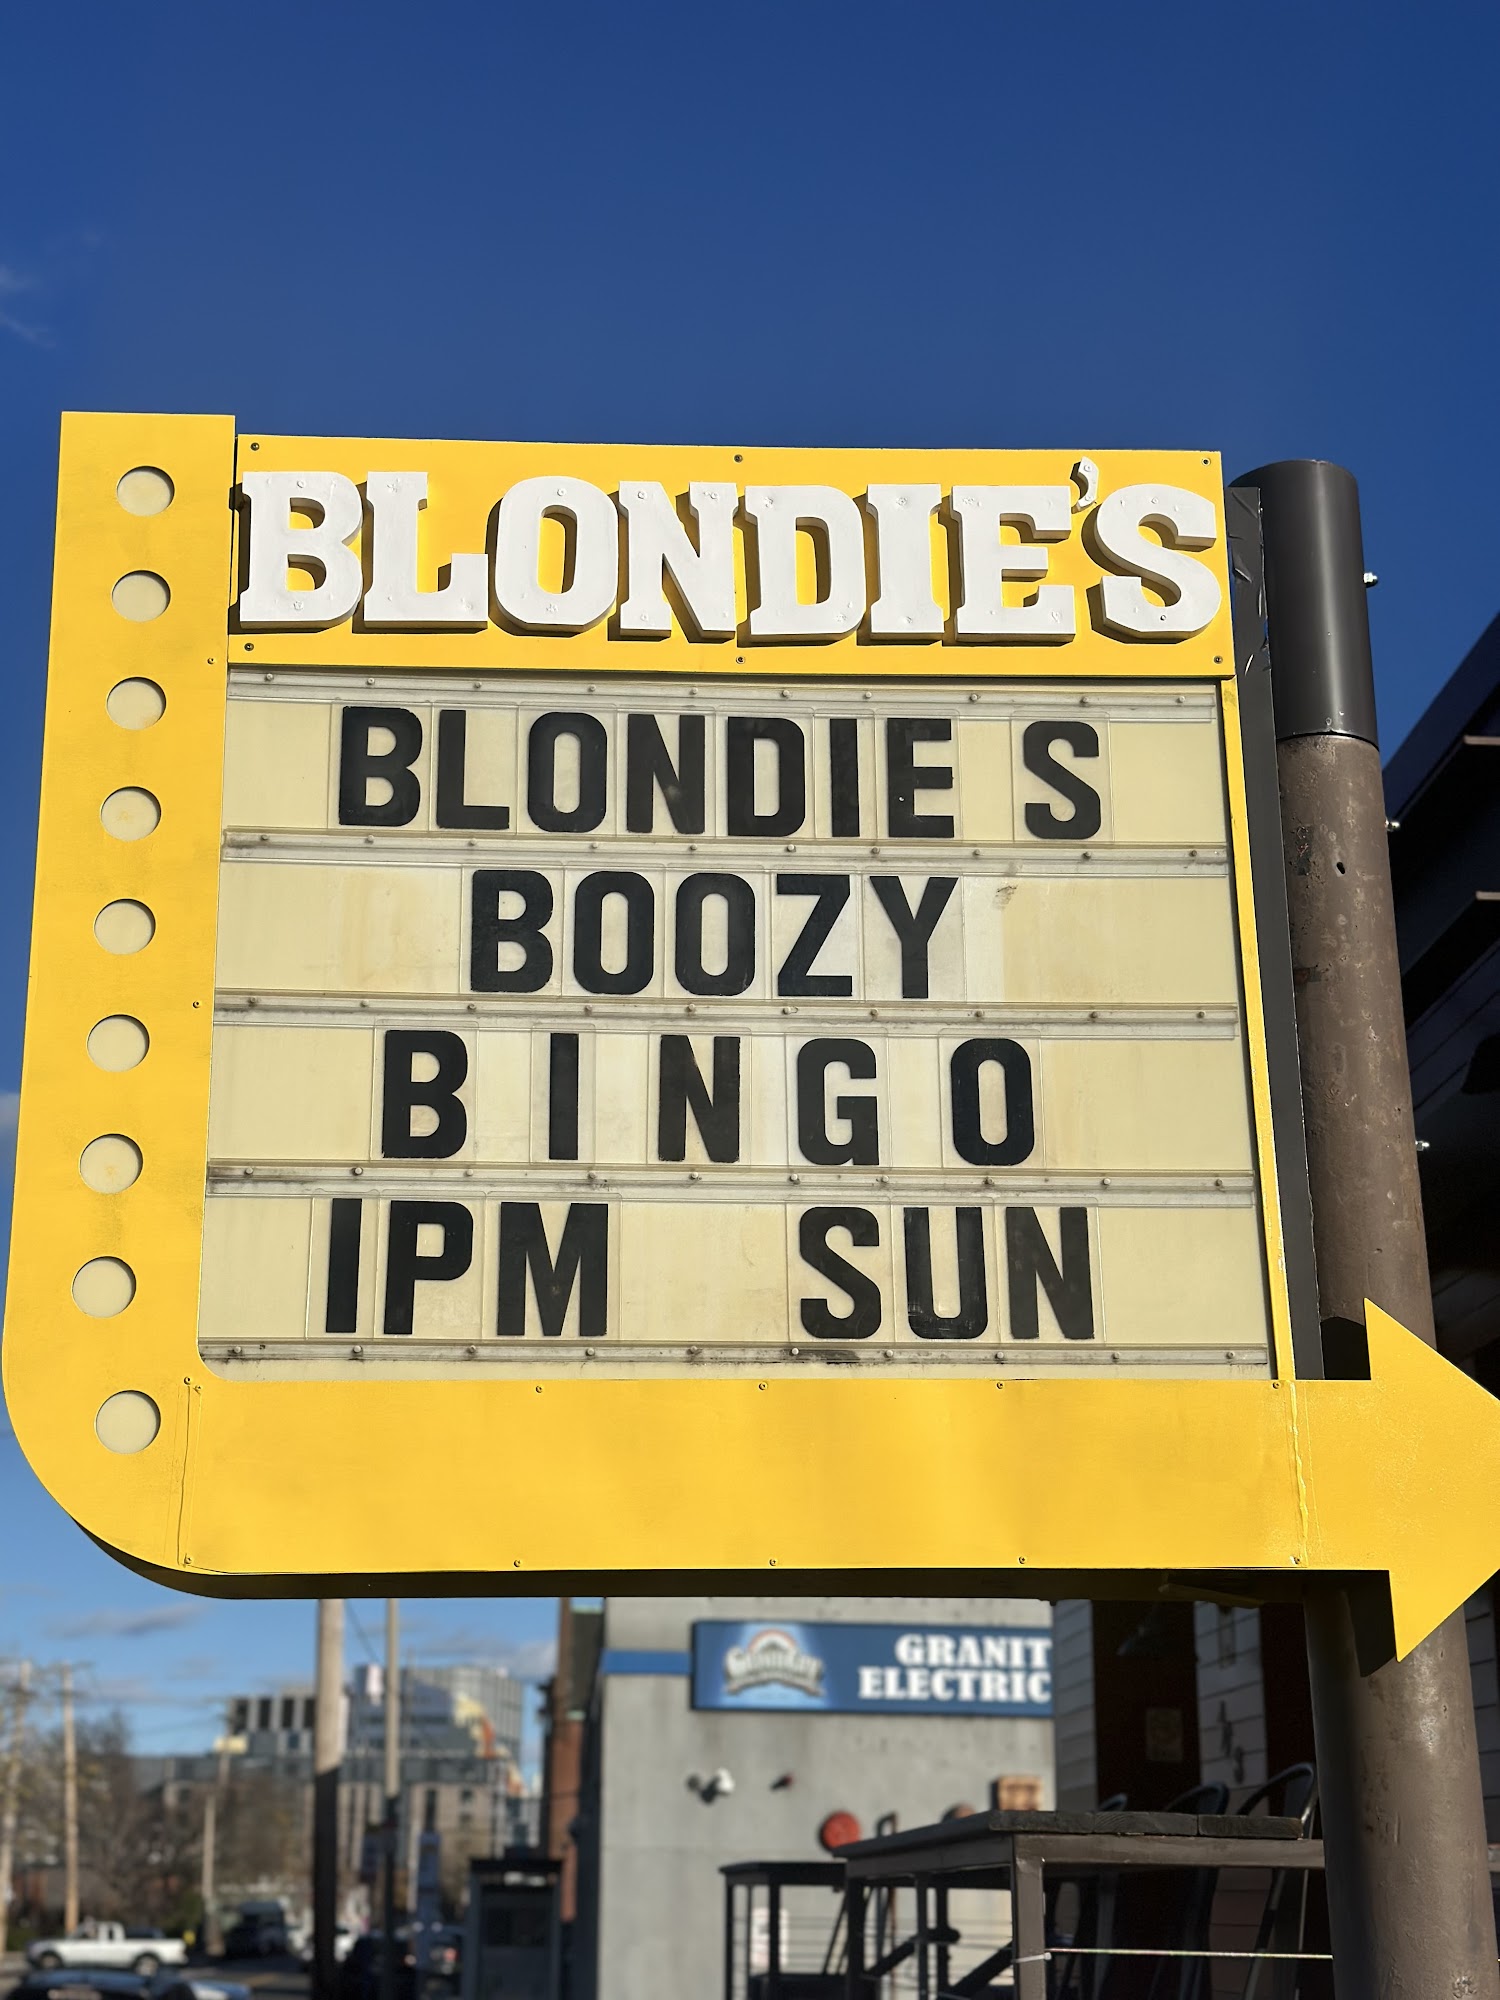 BLONDIE'S
BLONDIE S
BOOZY
BINGO
1PM SUN
GRANIT
ELECTRIC